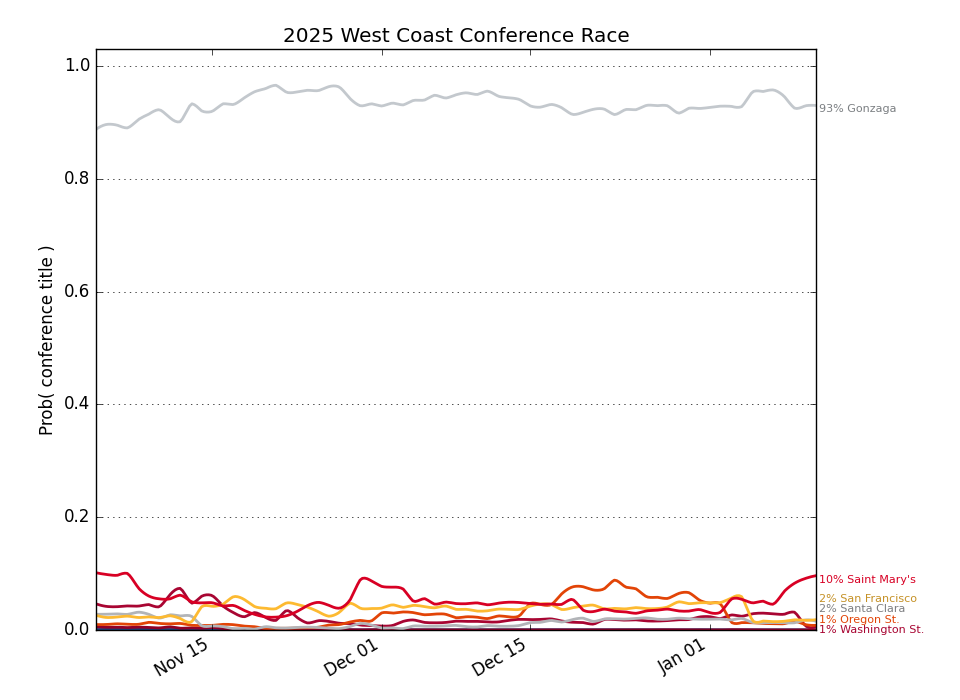 2025 West Coast Conference Race
Prob( conference title )
1.0
0.8
0.6
0.4
0.2
0.0
93% Gonzaga
10% Saint Mary's
2% San Francisco
2% Santa Clara
1% Oregon St.
1% Washington St.
Nov 15
Dec 01
Dec 15
Jan 01